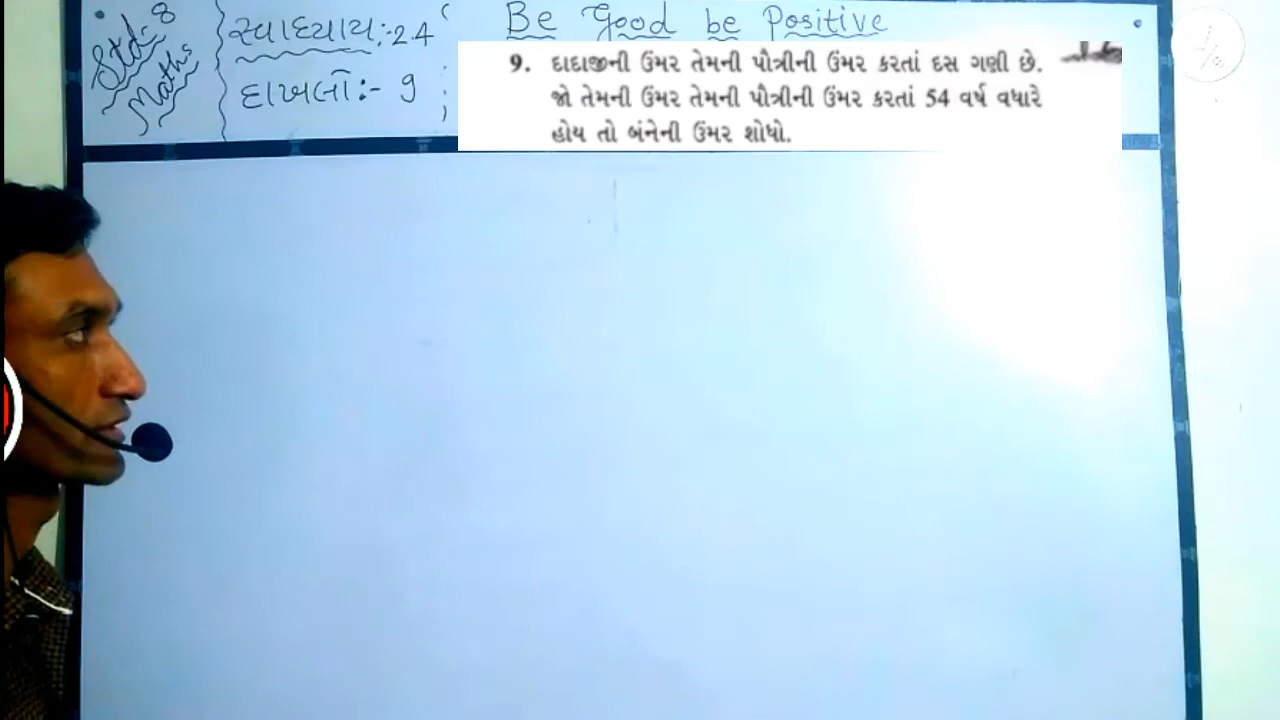 Std-8
Maths
સ્વાધ્યાય:-2.4
દાખલો:- 9
Be Good be Positive
9. દાદાજીની ઉંમર તેમની પૌત્રીની ઉંમર કરતાં દસ ગણી છે.
જો તેમની ઉંમર તેમની પૌત્રીની ઉંમર કરતાં 54 વર્ષ વધારે
હોય તો બંનેની ઉંમર શોધો.